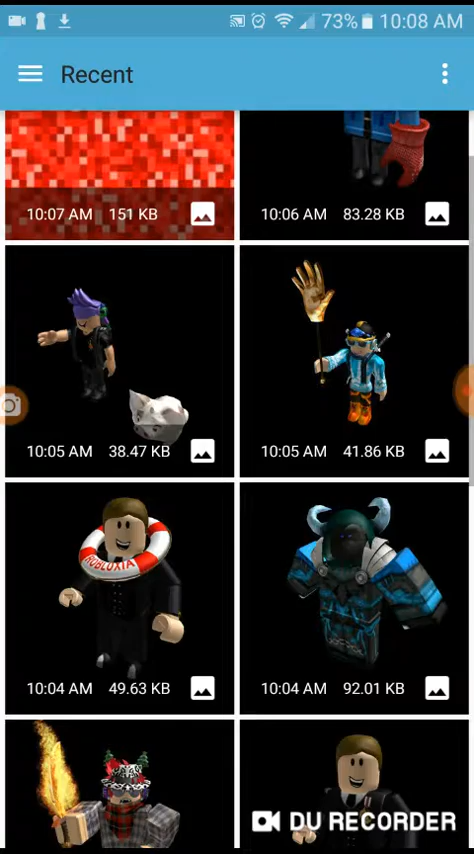 73% 10:08 AM
Recent
10:07 AM 151 KB
10:06 AM 83.28 KB
10:05 AM 38.47 KB
10:05 AM 41.86 KB
ROBLOXIA
10:04 AM 49.63 KB
10:04 AM 92.01 KB
DU RECORDER